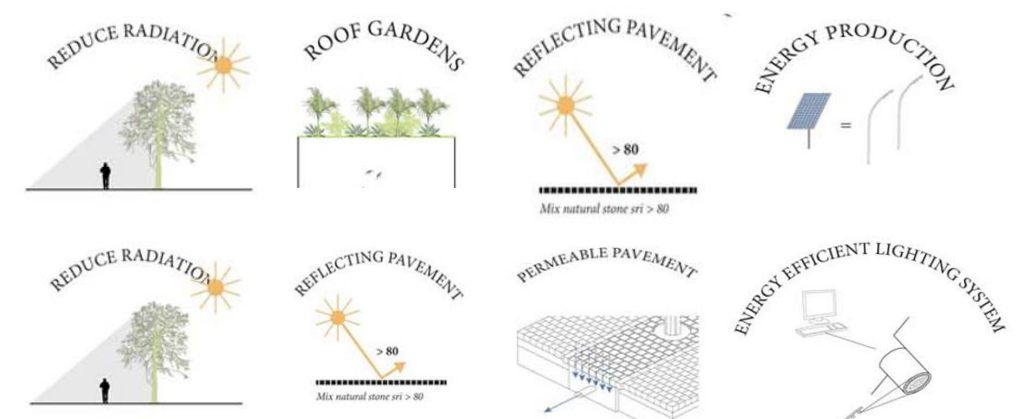 REDUCE RADIATION
ROOF GARDENS
REFLECTING PAVEMENT
> 80
Mix natural stone sri > 80
ENERGY PRODUCTION
=
REDUCE RADIATION
REFLECTING PAVEMENT
> 80
Mix natural stone sri > 80
PERMEABLE PAVEMENT
ENERGY EFFICIENT LIGHTING SYSTEM